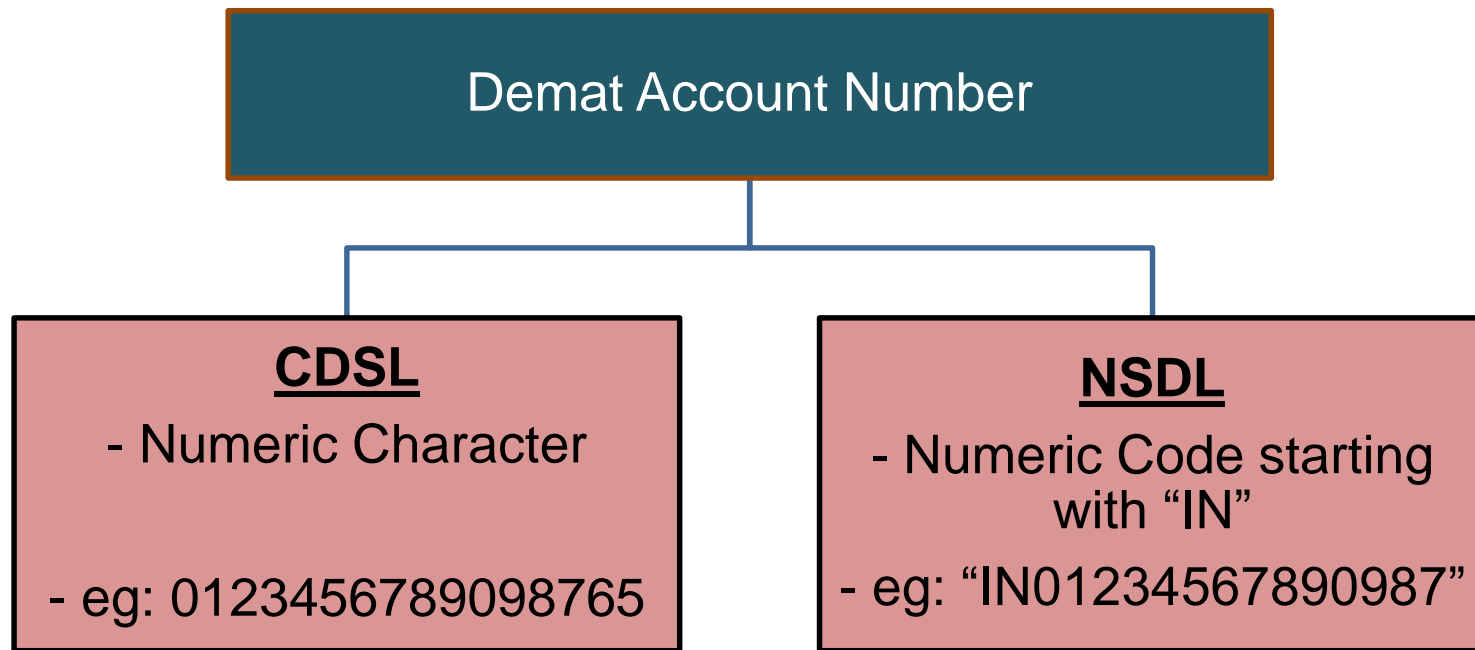 Demat Account Number
CDSL
- Numeric Character
- eg: 0123456789098765
NSDL
- Numeric Code starting
with “IN”
- eg: “IN01234567890987”